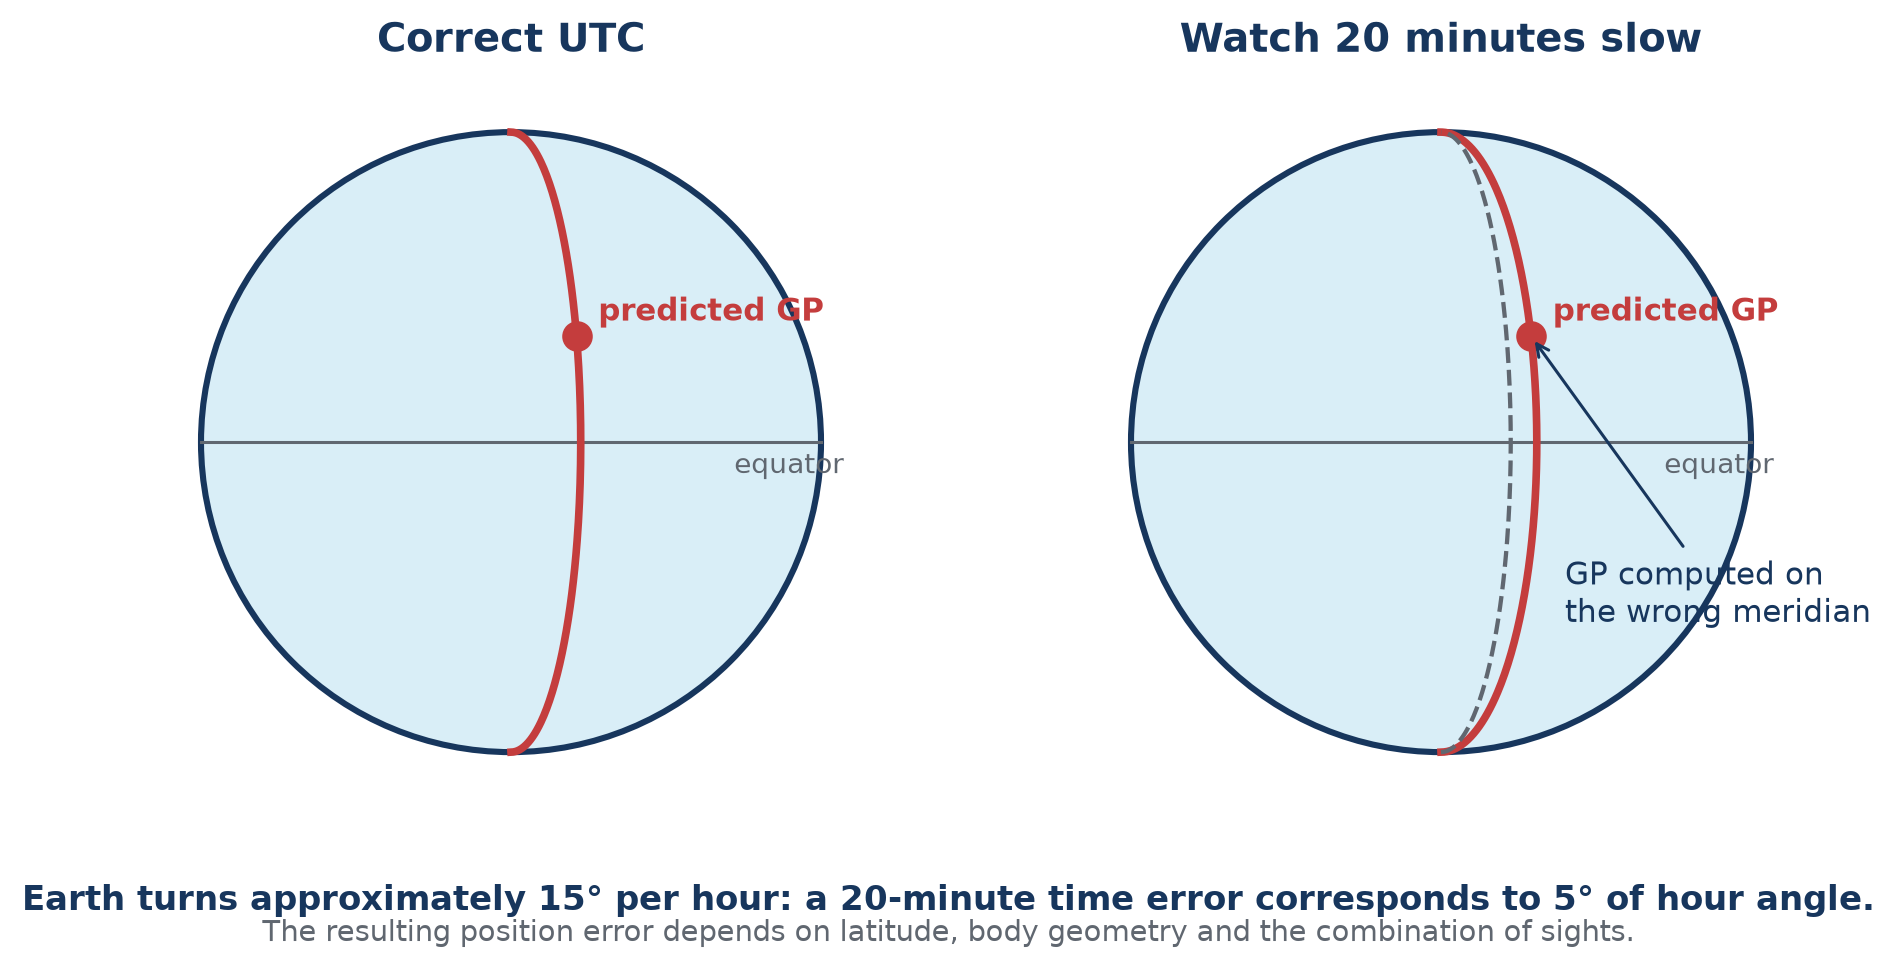 Correct UTC
Watch 20 minutes slow
predicted GP
predicted GP
equator
equator
GP computed on
the wrong meridian
Earth turns approximately 15° per hour: a 20-minute time error corresponds to 5° of hour angle.
The resulting position error depends on latitude, body geometry and the combination of sights.